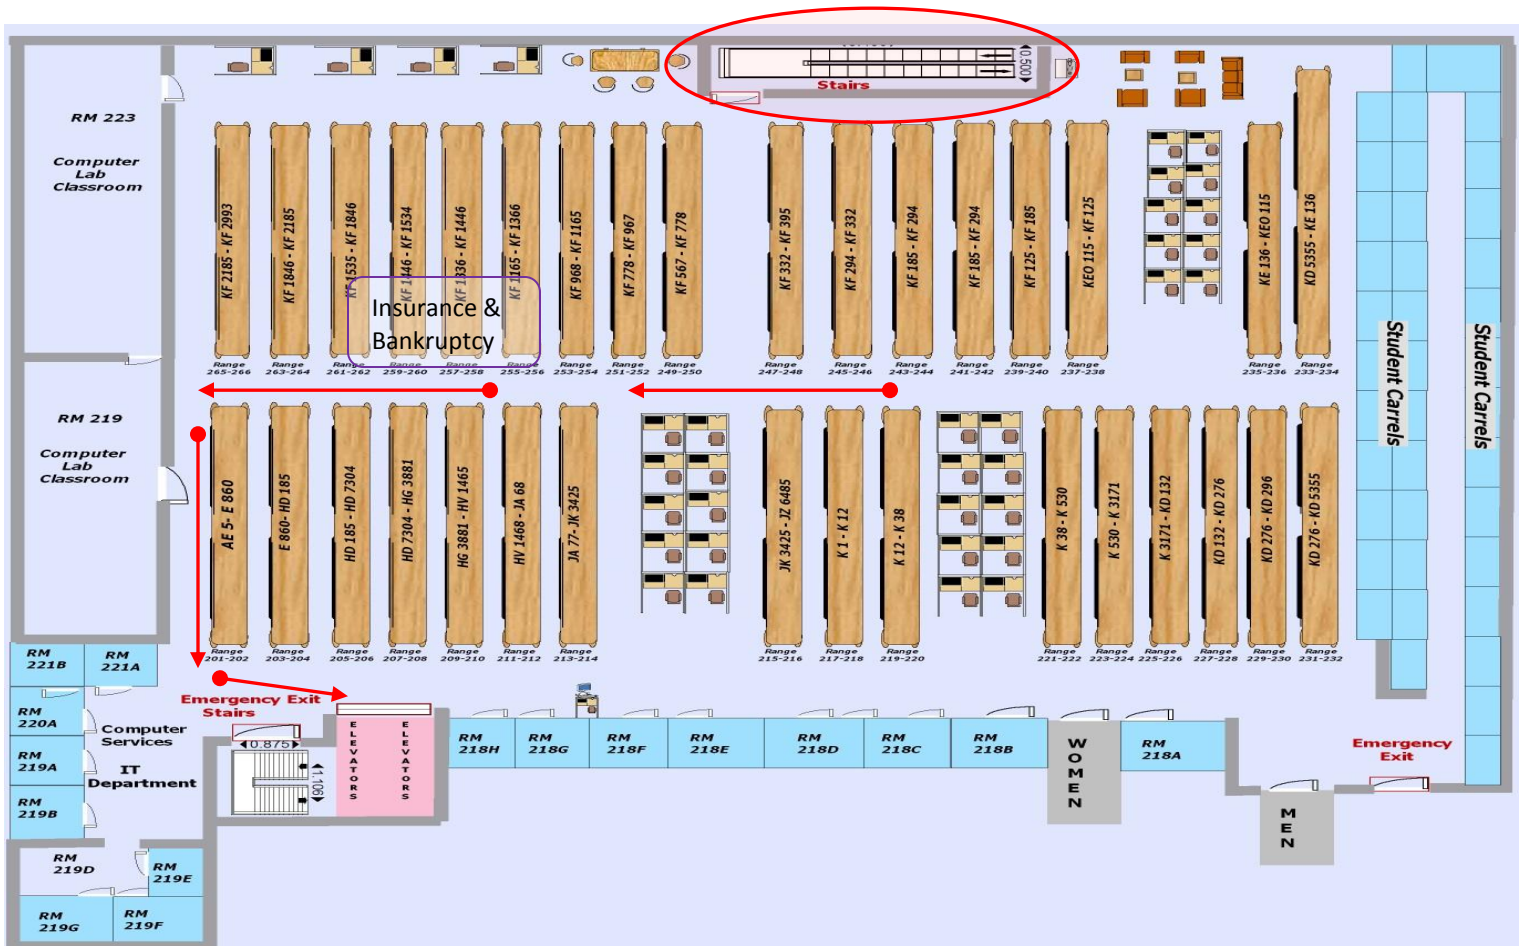 0.500
Stairs
RM 223
Computer
Lab
Classroom
KF 2185 - KF 2993
KF 1846 - KF 2185
KF 1535 - KF 1846
KF 1446 - KF 1534
KF 1336 - KF 1446
KF 1165 - KF 1366
KF 968 - KF 1165
KF 778 - KF 967
KF 567 - KF 778
KF 332 - KF 395
KF 294 - KF 332
KF 185 - KF 294
KF 185 - KF 294
KF 125 - KF 185
KEO 115 - KF 125
KE 136 - KEO 115
KD 5355 - KE 136
Insurance &
Bankruptcy
Range
265-266
Range
263-264
Range
261-262
Range
259-260
Range
257-258
Range
255-256
Range
253-254
Range
251-252
Range
249-250
Range
247-248
Range
245-246
Range
243-244
Range
241-242
Range
239-240
Range
237-238
Range
235-236
Range
233-234
Student Carrels
Student Carrels
RM 219
Computer
Lab
Classroom
AE 5- E 860
E 860- HD 185
HD 185 - HD 7304
HD 7304 - HG 3881
HG 3881 - HV 1465
HV 1468 - JA 68
JA 77- JK 3425
JK 3425 - JZ 6485
K 1 - K 12
K 12 - K 38
K 38 - K 530
K 530 - K 3171
K 3171 - KD 132
KD 132 - KD 276
KD 276 - KD 296
KD 276 - KD 5355
Range
201-202
Range
203-204
Range
205-206
Range
207-208
Range
209-210
Range
211-212
Range
213-214
Range
215-216
Range
217-218
Range
219-220
Range
221-222
Range
223-224
Range
225-226
Range
227-228
Range
229-230
Range
231-232
RM
221B
RM
221A
RM
220A
RM
219A
RM
219B
Computer
Services
IT
Department
Emergency Exit
Stairs
0.875
1.106
ELEVATORS
ELEVATORS
RM
218H
RM
218G
RM
218F
RM
218E
RM
218D
RM
218C
RM
218B
WOMEN
RM
218A
Emergency
Exit
MEN
RM
219D
RM
219E
RM
219G
RM
219F